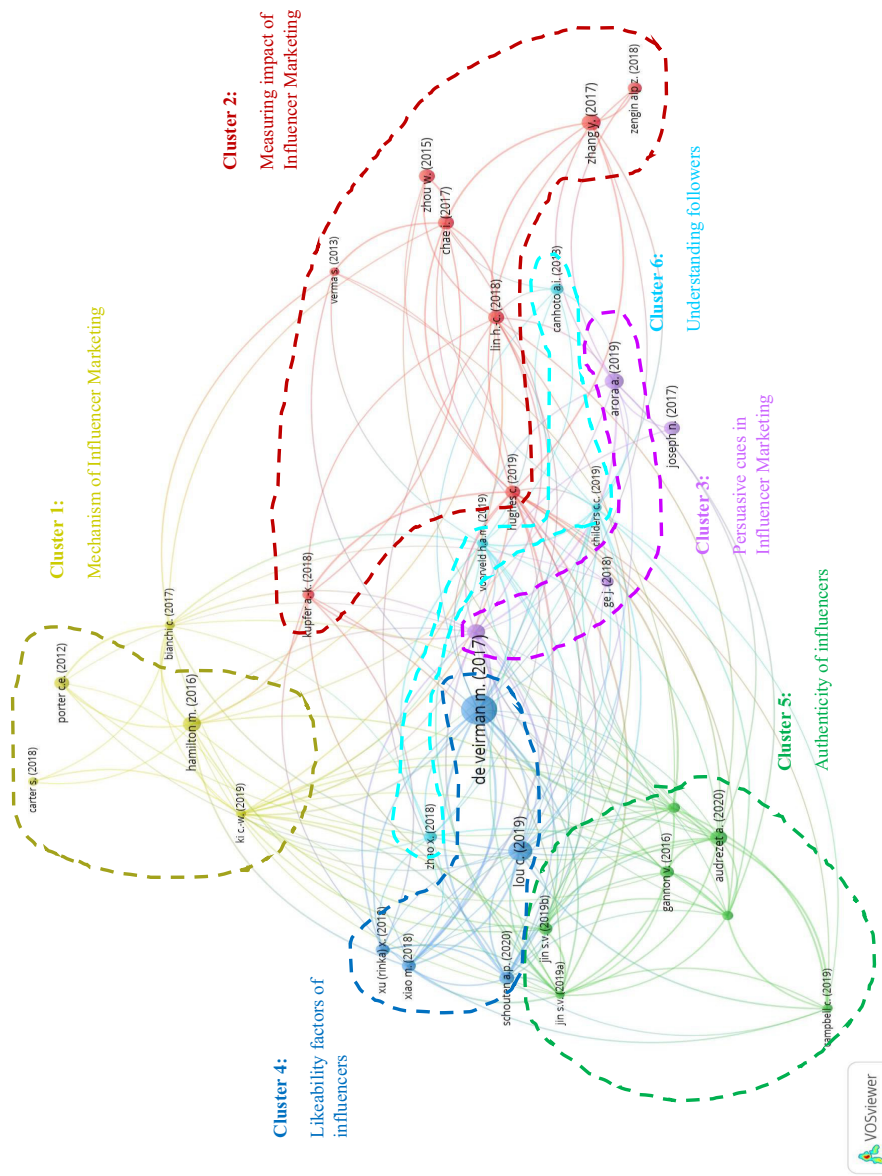 Cluster 1:
Mechanism of Influencer Marketing
carter s. (2018)
porter c.e. (2012)
hamilton m. (2016)
bianchi c. (2017)
ki c.-w. (2019)
Cluster 2:
Measuring impact of
Influencer Marketing
kupfer a.-k. (2018)
verma s. (2013)
zhou w. (2015)
chae i. (2017)
lin h.-c. (2018)
hughes c. (2019)
zhang y. (2017)
zengin alp z. (2018)
Cluster 4:
Likeability factors of
influencers
xu (rinka) x. (2018)
xiao m. (2018)
schouten a.p. (2020)
lou c. (2019)
de veirman m. (2017)
zhao x. (2018)
voorveld h.a.m. (2019)
childers c.c. (2019)
canhoto a.i. (2013)
Cluster 6:
Understanding followers
ge j. (2018)
arora a. (2019)
joseph n. (2017)
Cluster 3:
Persuasive cues in
Influencer Marketing
Cluster 5:
Authenticity of influencers
jin s.v. (2019b)
jin s.v. (2019a)
gannon v. (2016)
audrezet a. (2020)
campbell c. (2019)
VOSviewer